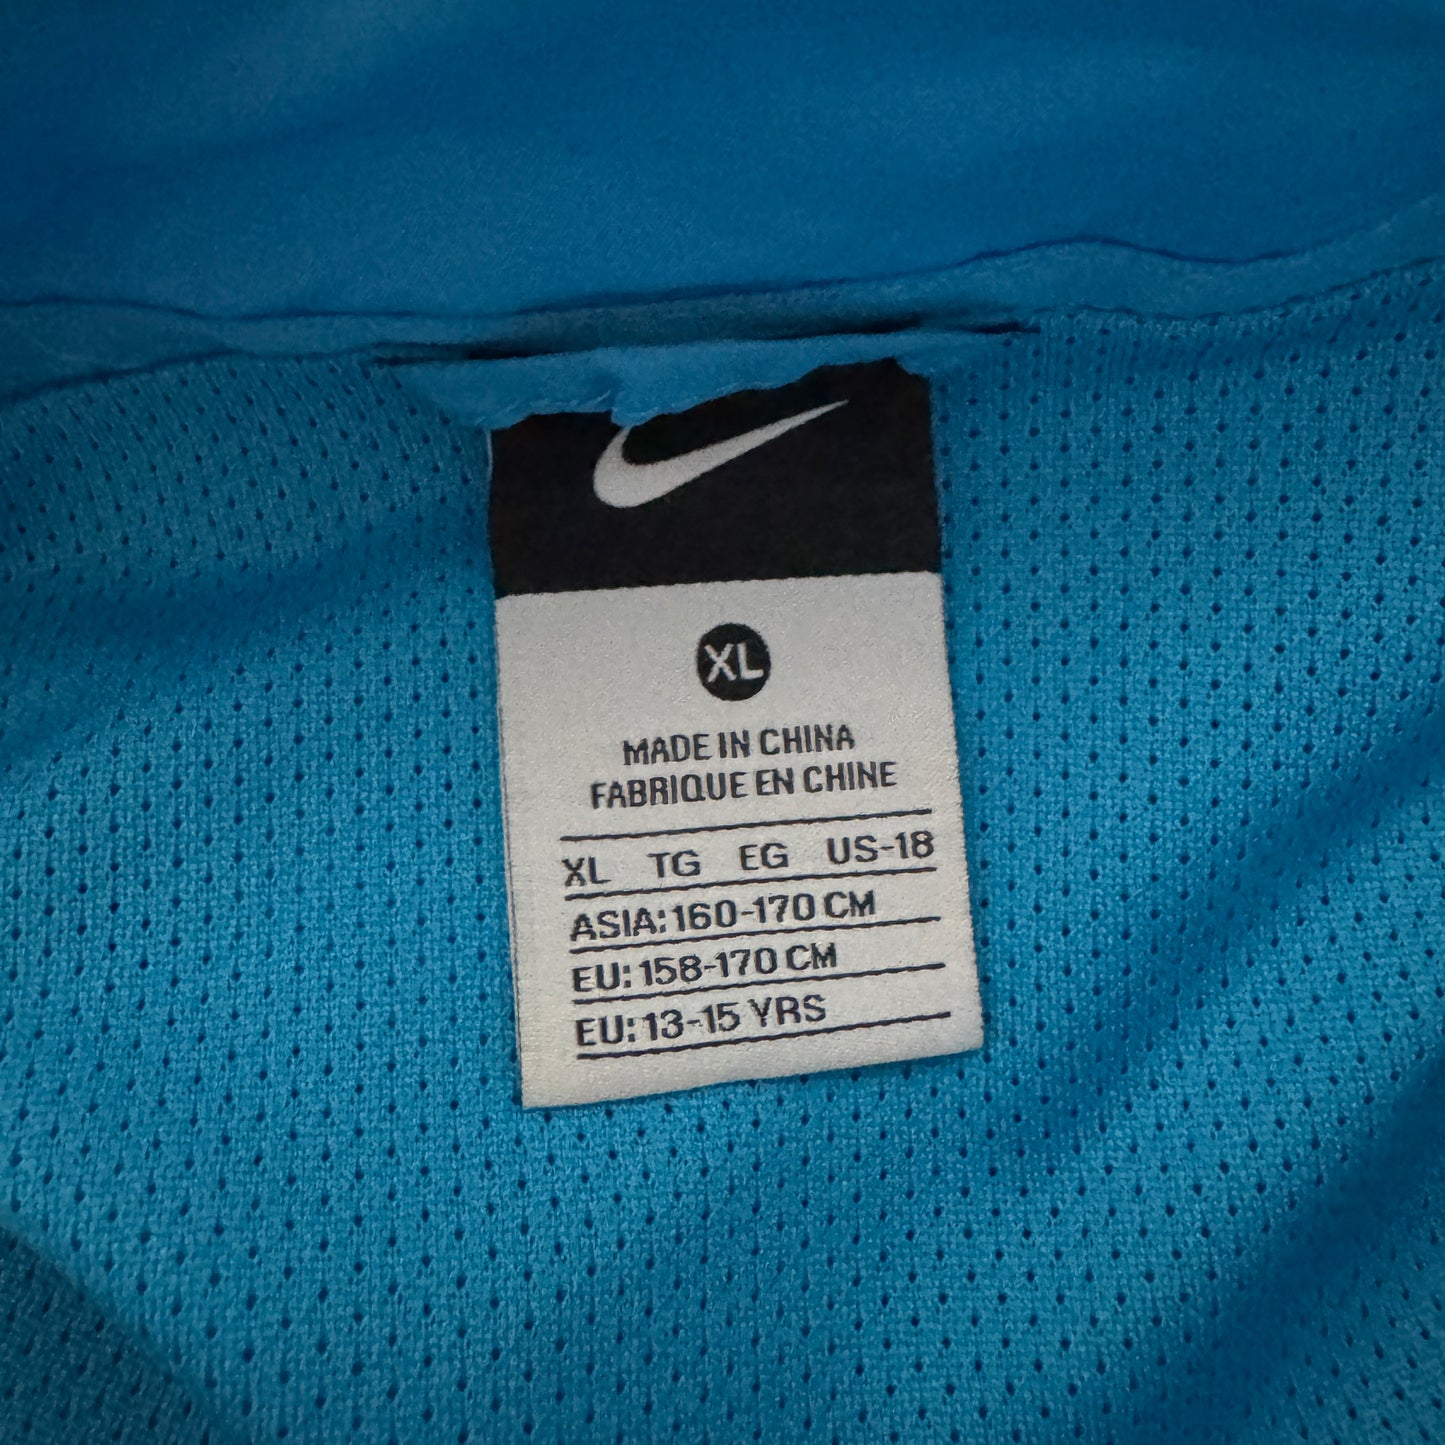 XL
MADE IN CHINA
FABRIQUE EN CHINE
XL TG EG US-18
ASIA: 160-170 CM
EU: 158-170 CM
EU: 13-15 YRS